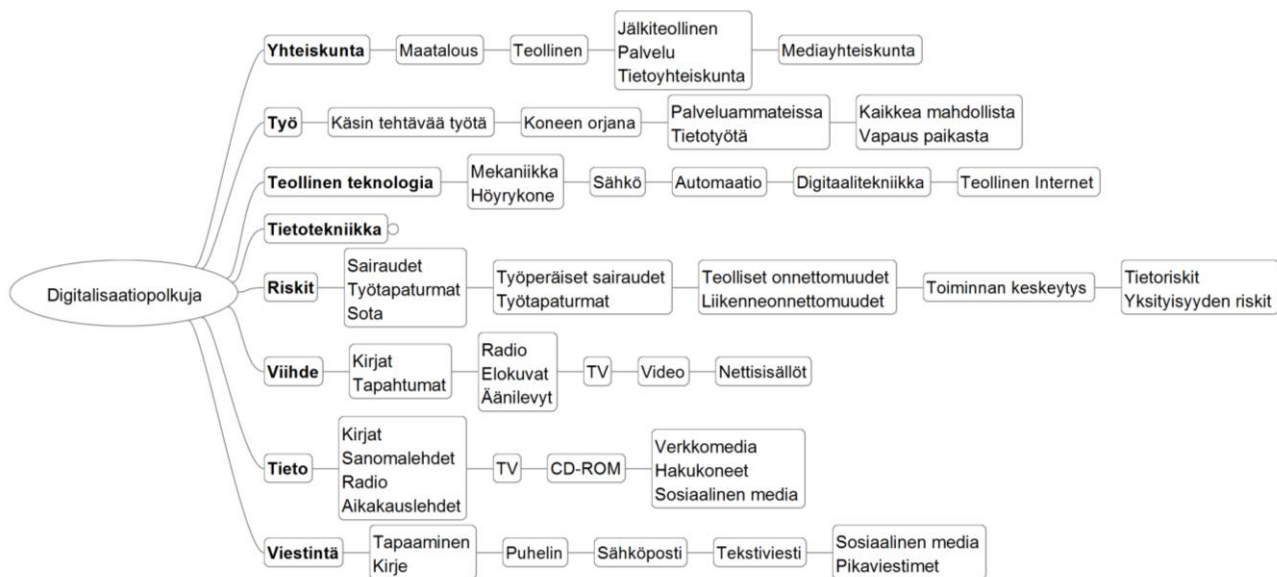 Digitalisaatiopolkuja
Yhteiskunta
Maatalous
Teollinen
Jälkiteollinen
Palvelu
Tietoyhteiskunta
Mediayhteiskunta
Työ
Käsin tehtävää työtä
Koneen orjana
Palveluammateissa
Tietotyötä
Kaikkea mahdollista
Vapaus paikasta
Teollinen teknologia
Mekaniikka
Höyrykone
Sähkö
Automaatio
Digitaalitekniikka
Teollinen Internet
Tietotekniikka
Riskit
Sairaudet
Työtapaturmat
Sota
Työperäiset sairaudet
Työtapaturmat
Teolliset onnettomuudet
Liikenneonnettomuudet
Toiminnan keskeytys
Tietoriskit
Yksityisyyden riskit
Viihde
Kirjat
Tapahtumat
Radio
Elokuvat
Äänilevyt
TV
Video
Nettisisällöt
Tieto
Kirjat
Sanomalehdet
Radio
Aikakauslehdet
TV
CD-ROM
Verkkomedia
Hakukoneet
Sosiaalinen media
Viestintä
Tapaaminen
Kirje
Puhelin
Sähköposti
Tekstiviesti
Sosiaalinen media
Pikaviestimet